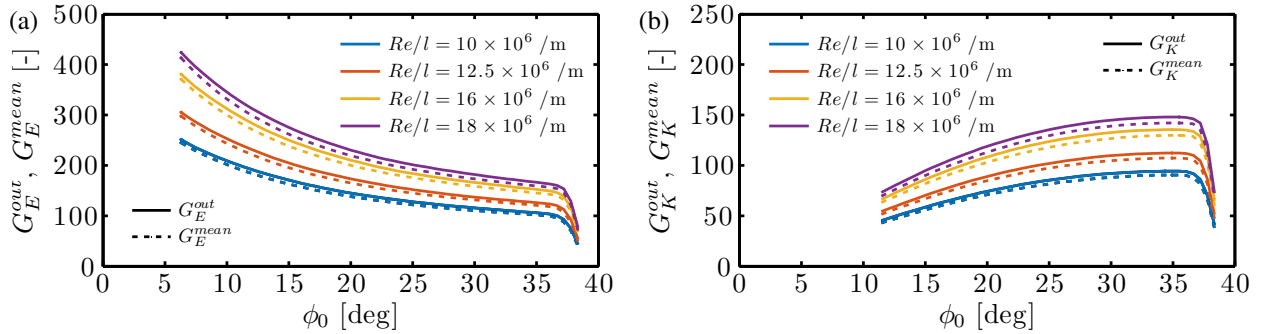 (a)
G_E^{out} , G_E^{mean} [-]
500
400
300
200
100
0
Re/l = 10 × 10^6 /m
Re/l = 12.5 × 10^6 /m
Re/l = 16 × 10^6 /m
Re/l = 18 × 10^6 /m
G_E^{out}
G_E^{mean}
0 5 10 15 20 25 30 35 40
ϕ_0 [deg]
(b)
G_K^{out} , G_K^{mean} [-]
250
200
150
100
50
0
Re/l = 10 × 10^6 /m
Re/l = 12.5 × 10^6 /m
Re/l = 16 × 10^6 /m
Re/l = 18 × 10^6 /m
G_K^{out}
G_K^{mean}
0 5 10 15 20 25 30 35 40
ϕ_0 [deg]